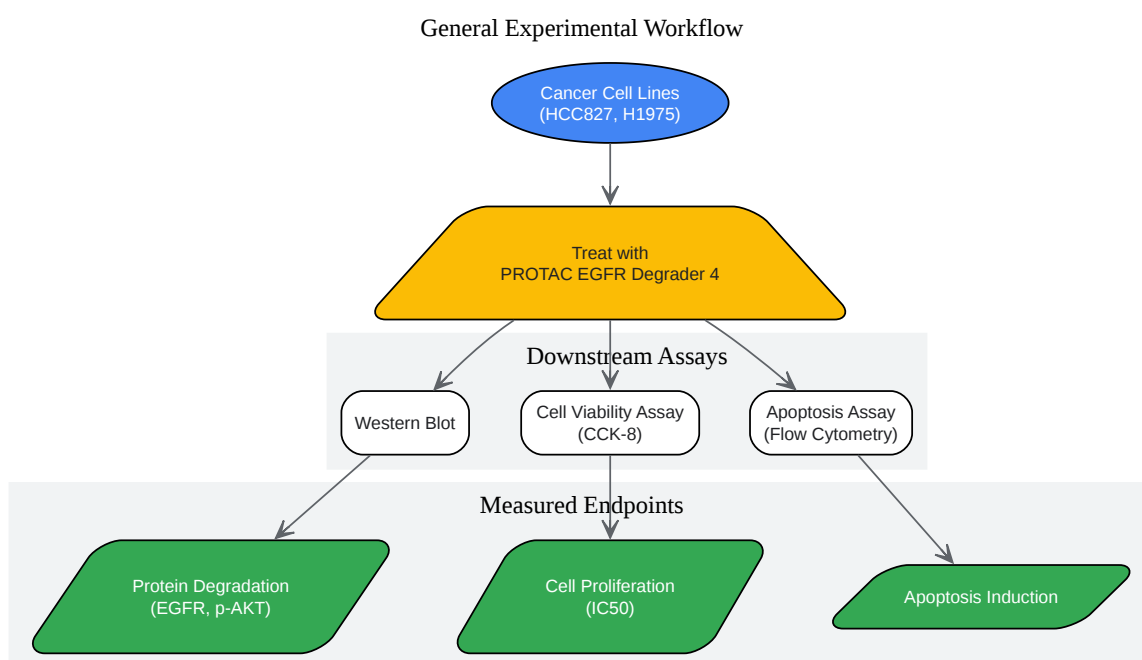 General Experimental Workflow
Cancer Cell Lines
(HCC827, H1975)
Treat with
PROTAC EGFR Degrader 4
Downstream Assays
Western Blot
Cell Viability Assay
(CCK-8)
Apoptosis Assay
(Flow Cytometry)
Measured Endpoints
Protein Degradation
(EGFR, p-AKT)
Cell Proliferation
(IC50)
Apoptosis Induction